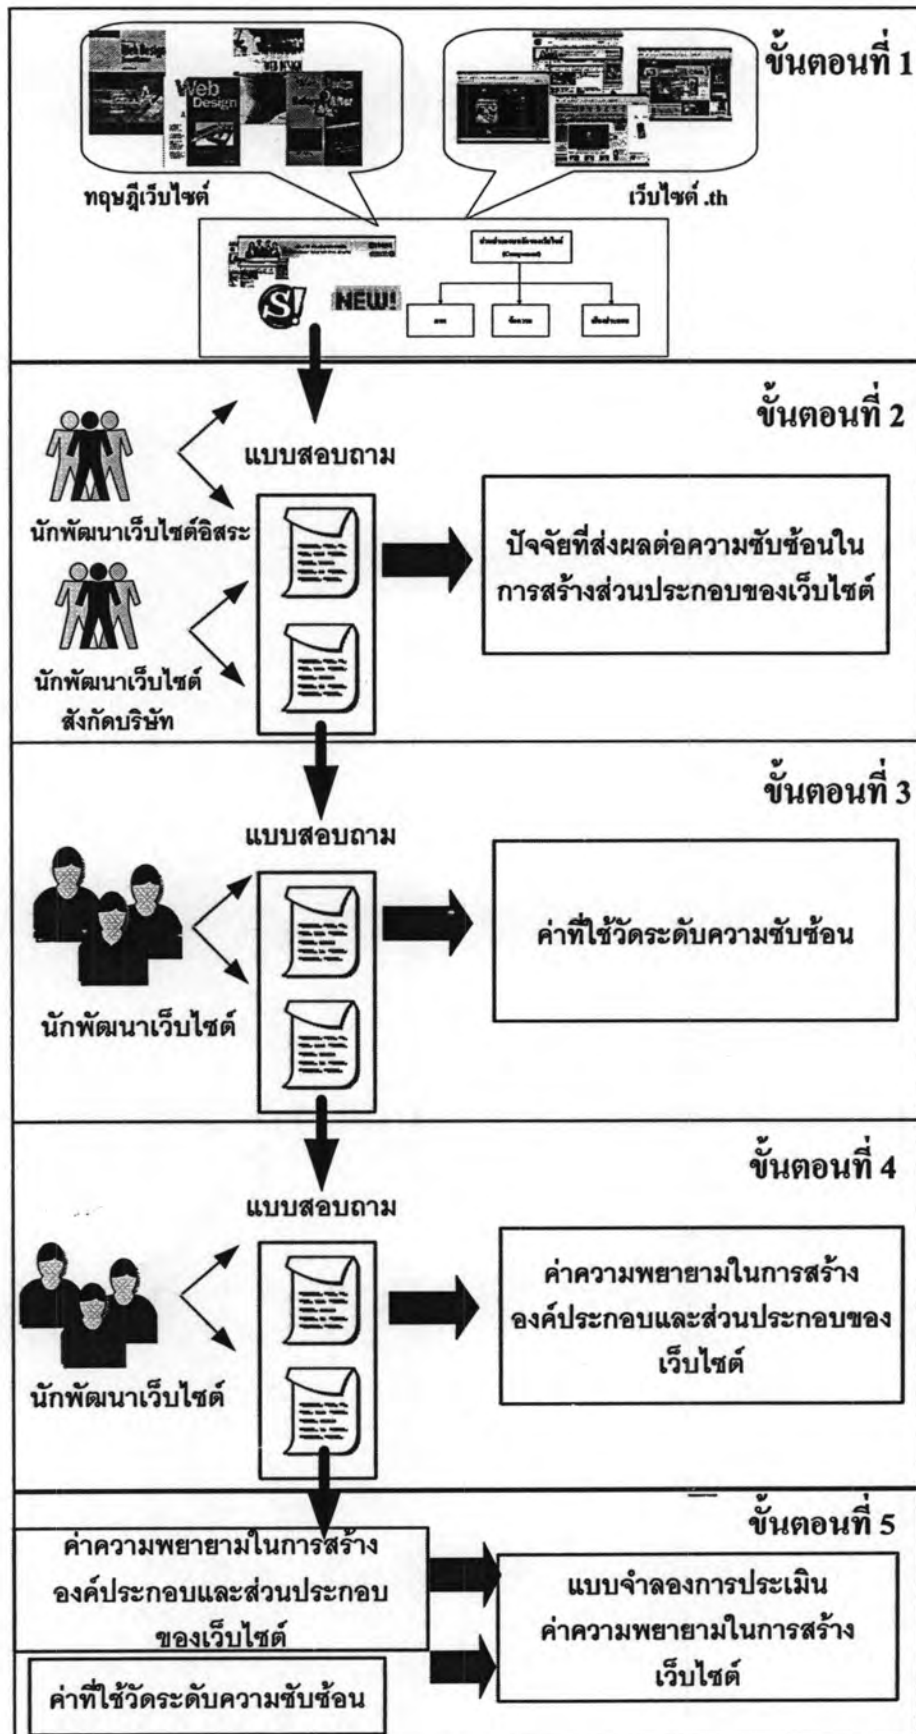 ขั้นตอนที่ 1
Web Design
Web
Design
WEB DESIGN
ทฤษฎีเว็บไซต์
เว็บไซต์ .th
S!
NEW!
(Component)
ภาพ
ข้อความ
ขั้นตอนที่ 2
แบบสอบถาม
นักพัฒนาเว็บไซต์อิสระ
นักพัฒนาเว็บไซต์
สังกัดบริษัท
ปัจจัยที่ส่งผลต่อความซับซ้อนใน
การสร้างส่วนประกอบของเว็บไซต์
ขั้นตอนที่ 3
แบบสอบถาม
นักพัฒนาเว็บไซต์
ค่าที่ใช้วัดระดับความซับซ้อน
ขั้นตอนที่ 4
แบบสอบถาม
นักพัฒนาเว็บไซต์
ค่าความพยายามในการสร้าง
องค์ประกอบและส่วนประกอบของ
เว็บไซต์
ขั้นตอนที่ 5
ค่าความพยายามในการสร้าง
องค์ประกอบและส่วนประกอบ
ของเว็บไซต์
ค่าที่ใช้วัดระดับความซับซ้อน
แบบจำลองการประเมิน
ค่าความพยายามในการสร้าง
เว็บไซต์